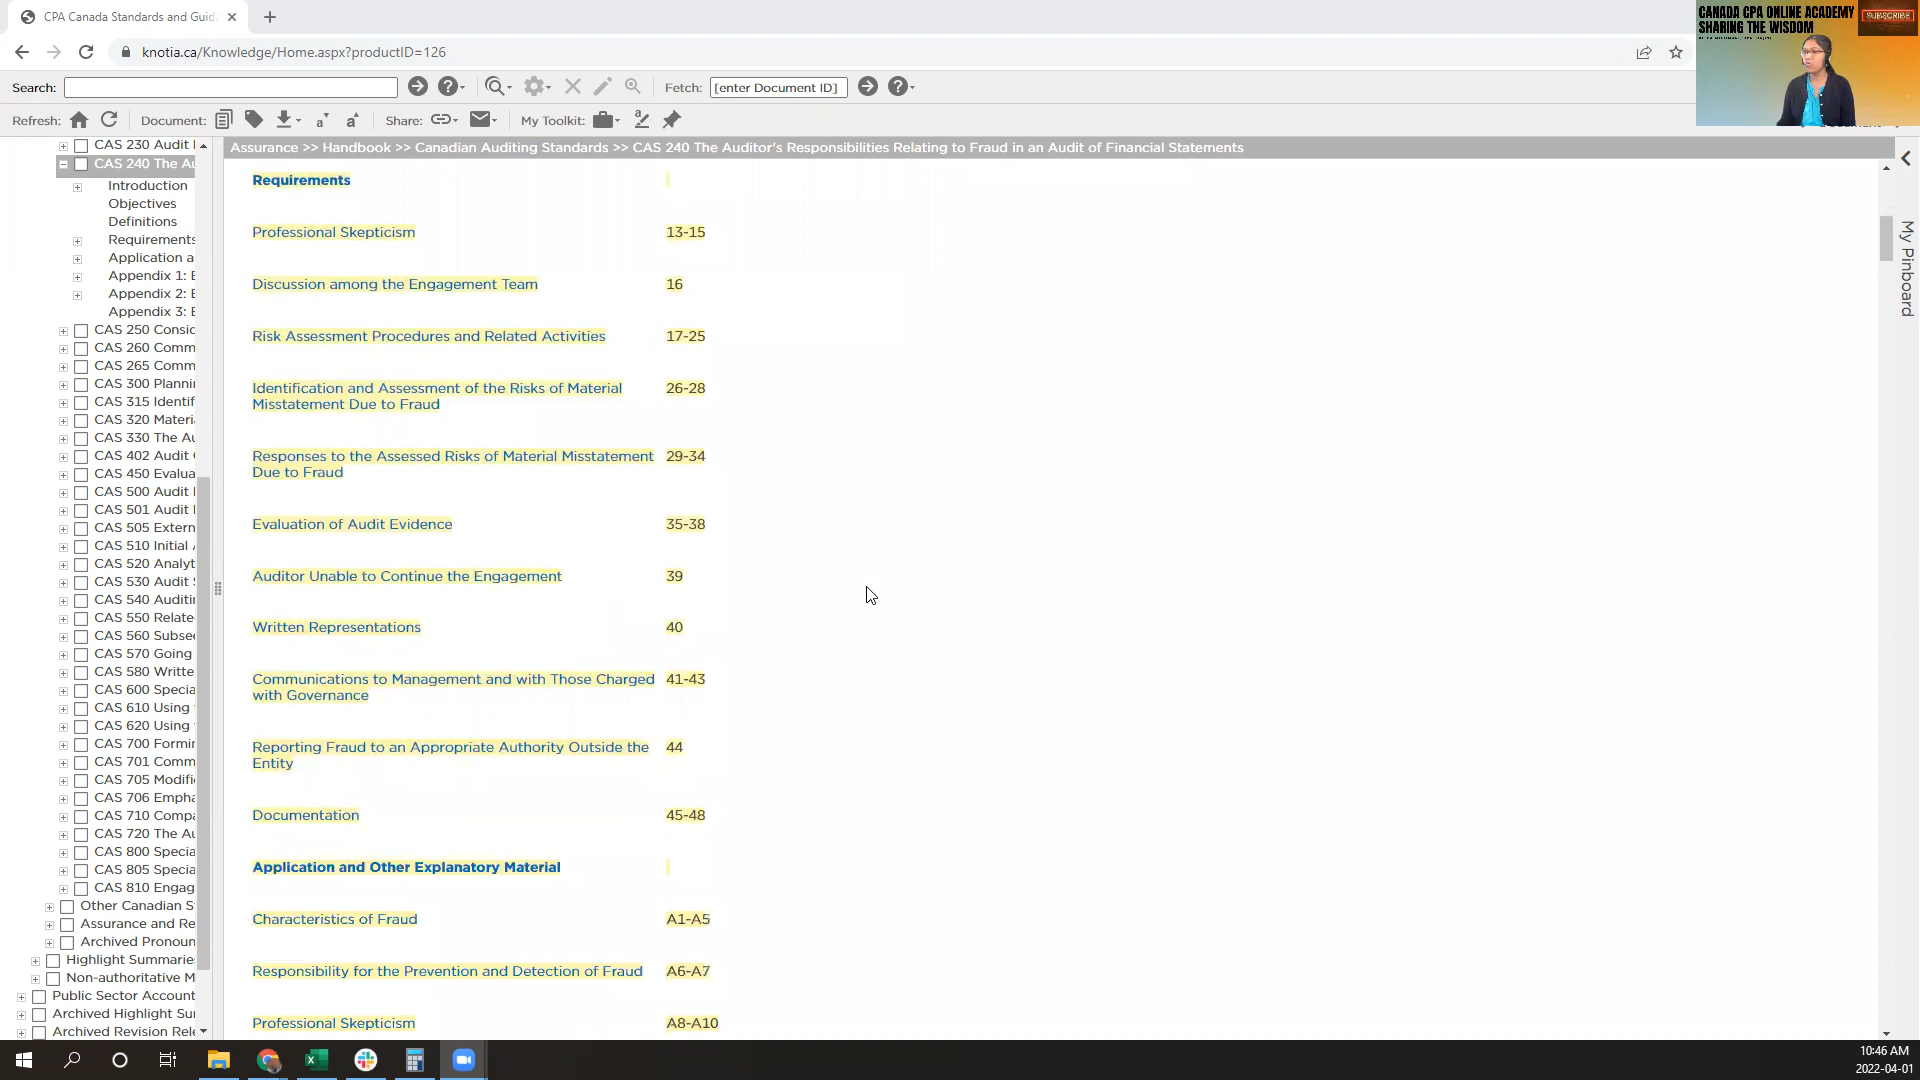 CPA Canada Standards and Guid
knotia.ca/Knowledge/Home.aspx?productID=126
CANADA CPA ONLINE ACADEMY
SHARING THE WISDOM
SUBSCRIBE
Search:
Fetch: [enter Document ID]
Refresh: Document: Share: My Toolkit:
Assurance >> Handbook >> Canadian Auditing Standards >> CAS 240 The Auditor's Responsibilities Relating to Fraud in an Audit of Financial Statements
CAS 230 Audit
CAS 240 The Au
Introduction
Objectives
Definitions
Requirements
Application a
Appendix 1: E
Appendix 2: E
Appendix 3: E
CAS 250 Consic
CAS 260 Comm
CAS 265 Comm
CAS 300 Plannii
CAS 315 Identif
CAS 320 Materi
CAS 330 The Au
CAS 402 Audit
CAS 450 Evalua
CAS 500 Audit
CAS 501 Audit
CAS 505 Extern
CAS 510 Initial
CAS 520 Analyt
CAS 530 Audit
CAS 540 Auditi
CAS 550 Relate
CAS 560 Subse
CAS 570 Going
CAS 580 Writte
CAS 600 Specia
CAS 610 Using
CAS 620 Using
CAS 700 Formi
CAS 701 Comm
CAS 705 Modifi
CAS 706 Empha
CAS 710 Compa
CAS 720 The Au
CAS 800 Specia
CAS 805 Specia
CAS 810 Engag
Other Canadian S
Assurance and Re
Archived Pronoun
Highlight Summarie
Non-authoritative M
Public Sector Account
Archived Highlight Sui
Archived Revision Rele
Requirements
Professional Skepticism 13-15
Discussion among the Engagement Team 16
Risk Assessment Procedures and Related Activities 17-25
Identification and Assessment of the Risks of Material 26-28
Misstatement Due to Fraud
Responses to the Assessed Risks of Material Misstatement 29-34
Due to Fraud
Evaluation of Audit Evidence 35-38
Auditor Unable to Continue the Engagement 39
Written Representations 40
Communications to Management and with Those Charged 41-43
with Governance
Reporting Fraud to an Appropriate Authority Outside the 44
Entity
Documentation 45-48
Application and Other Explanatory Material
Characteristics of Fraud A1-A5
Responsibility for the Prevention and Detection of Fraud A6-A7
Professional Skepticism A8-A10
My Pinboard
10:46 AM
2022-04-01